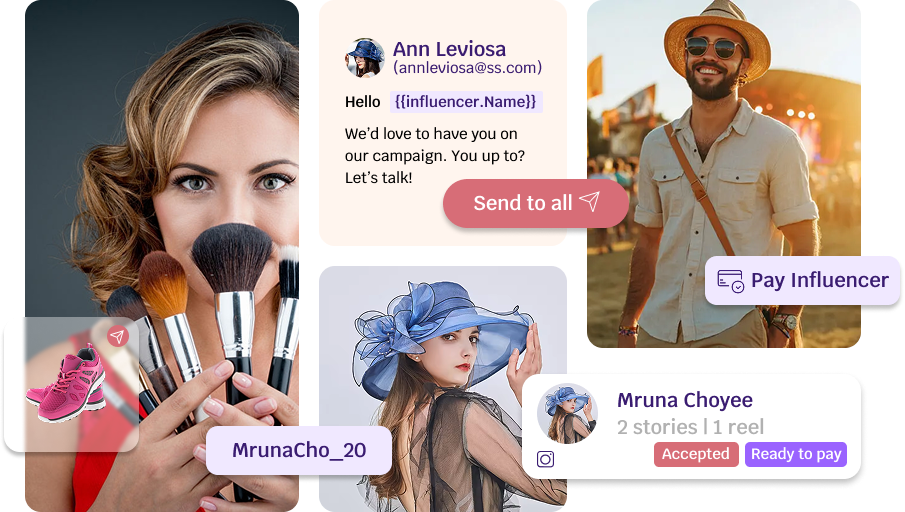 Ann Leviosa
(annleviosa@ss.com)
Hello {{influencer.Name}}
We’d love to have you on
our campaign. You up to?
Let’s talk!
Send to all
Pay Influencer
MrunaCho_20
Mruna Choyee
2 stories | 1 reel
Accepted
Ready to pay